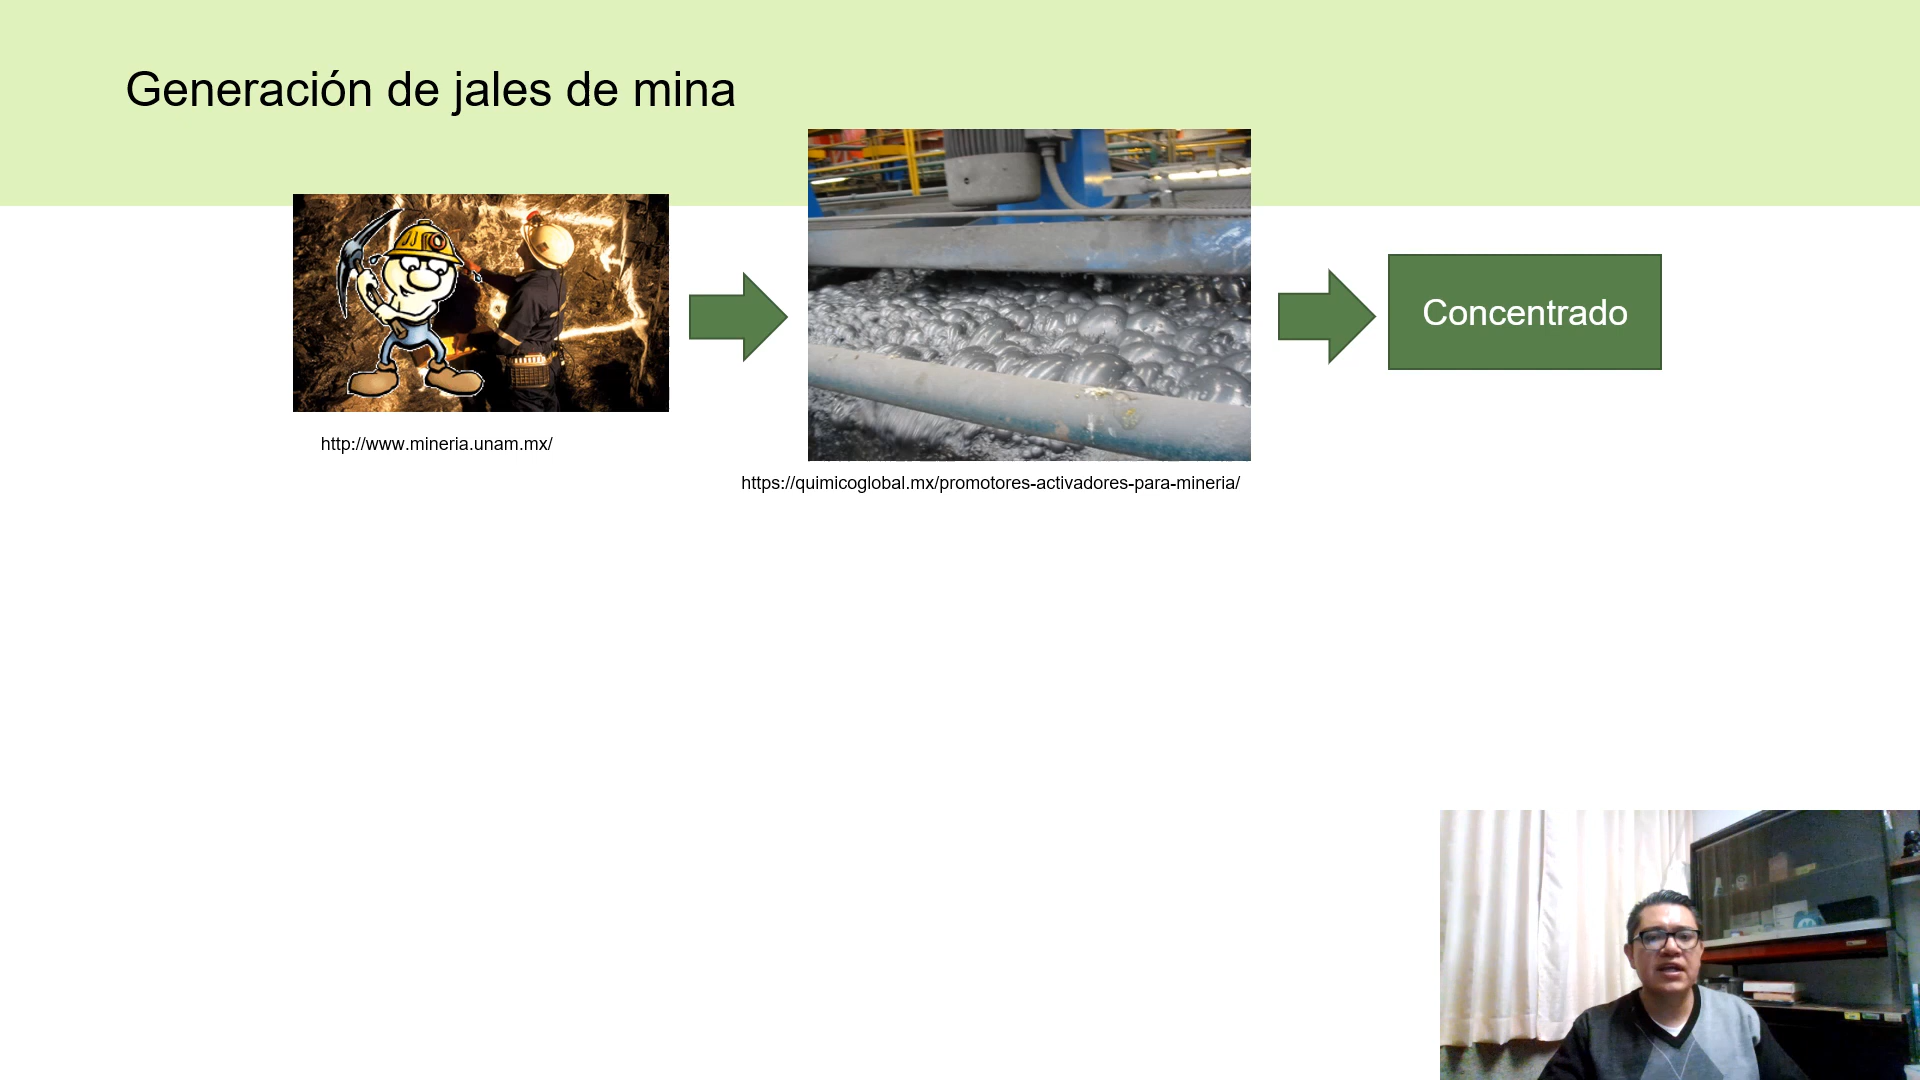 Generación de jales de mina
Concentrado
http://www.mineria.unam.mx/
https://quimicoglobal.mx/promotores-activadores-para-mineria/